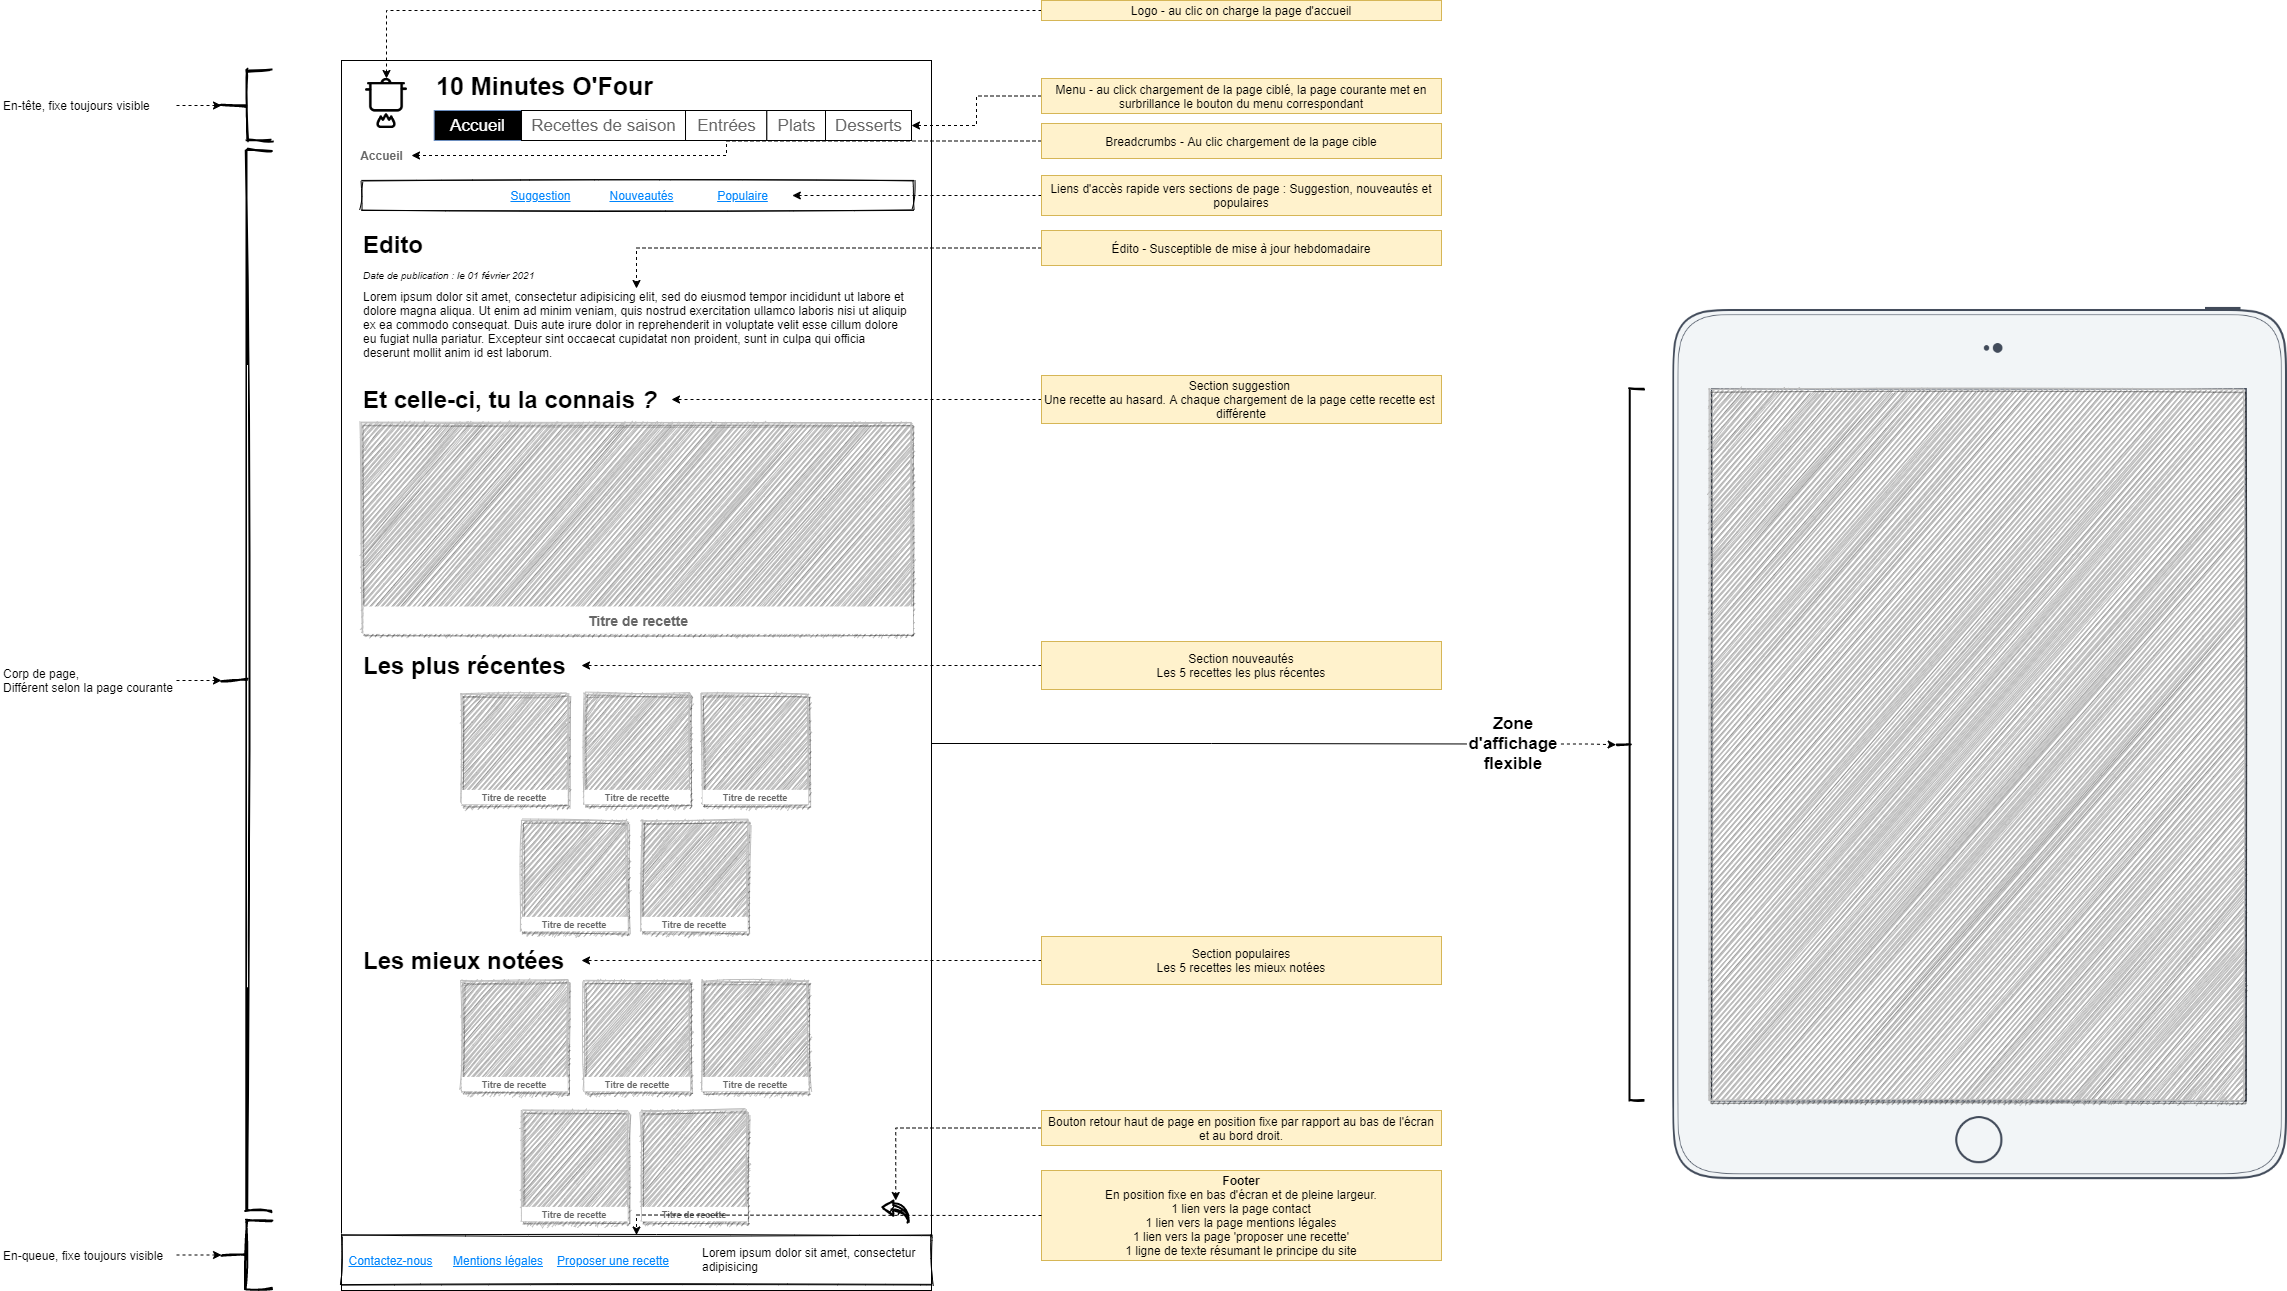 Logo - au clic on charge la page d'accueil
10 Minutes O'Four
Menu - au click chargement de la page ciblé, la page courante met en
surbrillance le bouton du menu correspondant
En-tête, fixe toujours visible
Accueil
Recettes de saison
Entrées
Plats
Desserts
Breadcrumbs - Au clic chargement de la page cible
Accueil
Liens d'accès rapide vers sections de page : Suggestion, nouveautés et
populaires
Suggestion
Nouveautés
Populaire
Edito
Édito - Susceptible de mise à jour hebdomadaire
Date de publication : le 01 février 2021
Lorem ipsum dolor sit amet, consectetur adipisicing elit, sed do eiusmod tempor incididunt ut labore et
dolore magna aliqua. Ut enim ad minim veniam, quis nostrud exercitation ullamco laboris nisi ut aliquip
ex ea commodo consequat. Duis aute irure dolor in reprehenderit in voluptate velit esse cillum dolore
eu fugiat nulla pariatur. Excepteur sint occaecat cupidatat non proident, sunt in culpa qui officia
deserunt mollit anim id est laborum.
Et celle-ci, tu la connais ?
Section suggestion
Une recette au hasard. A chaque chargement de la page cette recette est
différente
Titre de recette
Les plus récentes
Section nouveautés
Les 5 recettes les plus récentes
Corp de page,
Différent selon la page courante
Zone
d'affichage
flexible
Titre de recette
Titre de recette
Titre de recette
Titre de recette
Titre de recette
Les mieux notées
Section populaires
Les 5 recettes les mieux notées
Titre de recette
Titre de recette
Titre de recette
Bouton retour haut de page en position fixe par rapport au bas de l'écran
et au bord droit.
Titre de recette
Titre de recette
Footer
En position fixe en bas d'écran et de pleine largeur.
1 lien vers la page contact
1 lien vers la page mentions légales
1 lien vers la page 'proposer une recette'
1 ligne de texte résumant le principe du site
En-queue, fixe toujours visible
Contactez-nous
Mentions légales
Proposer une recette
Lorem ipsum dolor sit amet, consectetur
adipisicing